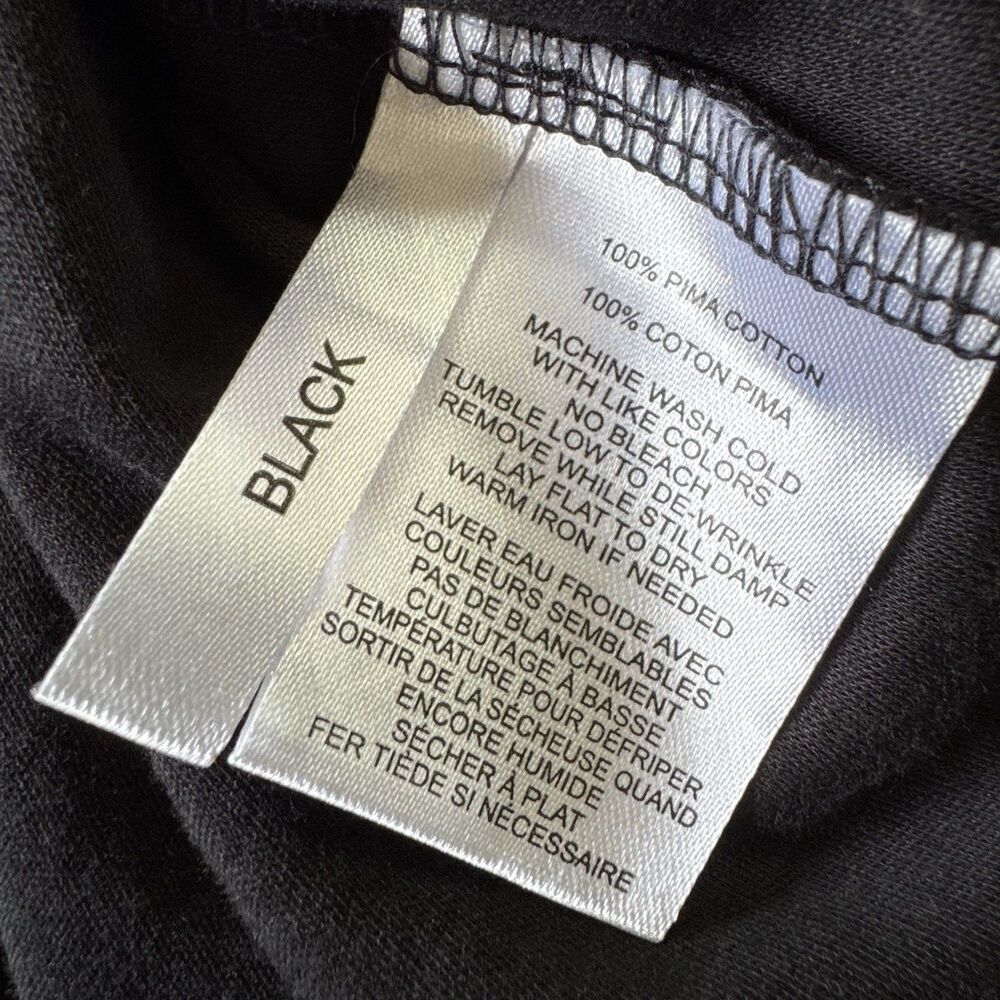 BLACK
100% PIMA COTTON
100% COTON PIMA
MACHINE WASH COLD
WITH LIKE COLORS
NO BLEACH
TUMBLE LOW TO DE-WRINKLE
REMOVE WHILE STILL DAMP
LAY FLAT TO DRY
WARM IRON IF NEEDED
LAVER EAU FROIDE AVEC
COULEURS SEMBLABLES
PAS DE BLANCHIMENT
CULBUTAGE À BASSE
TEMPÉRATURE POUR DÉFRIPER
SORTIR DE LA SÉCHEUSE QUAND
ENCORE HUMIDE
SÉCHER À PLAT
FER TIÈDE SI NÉCESSAIRE